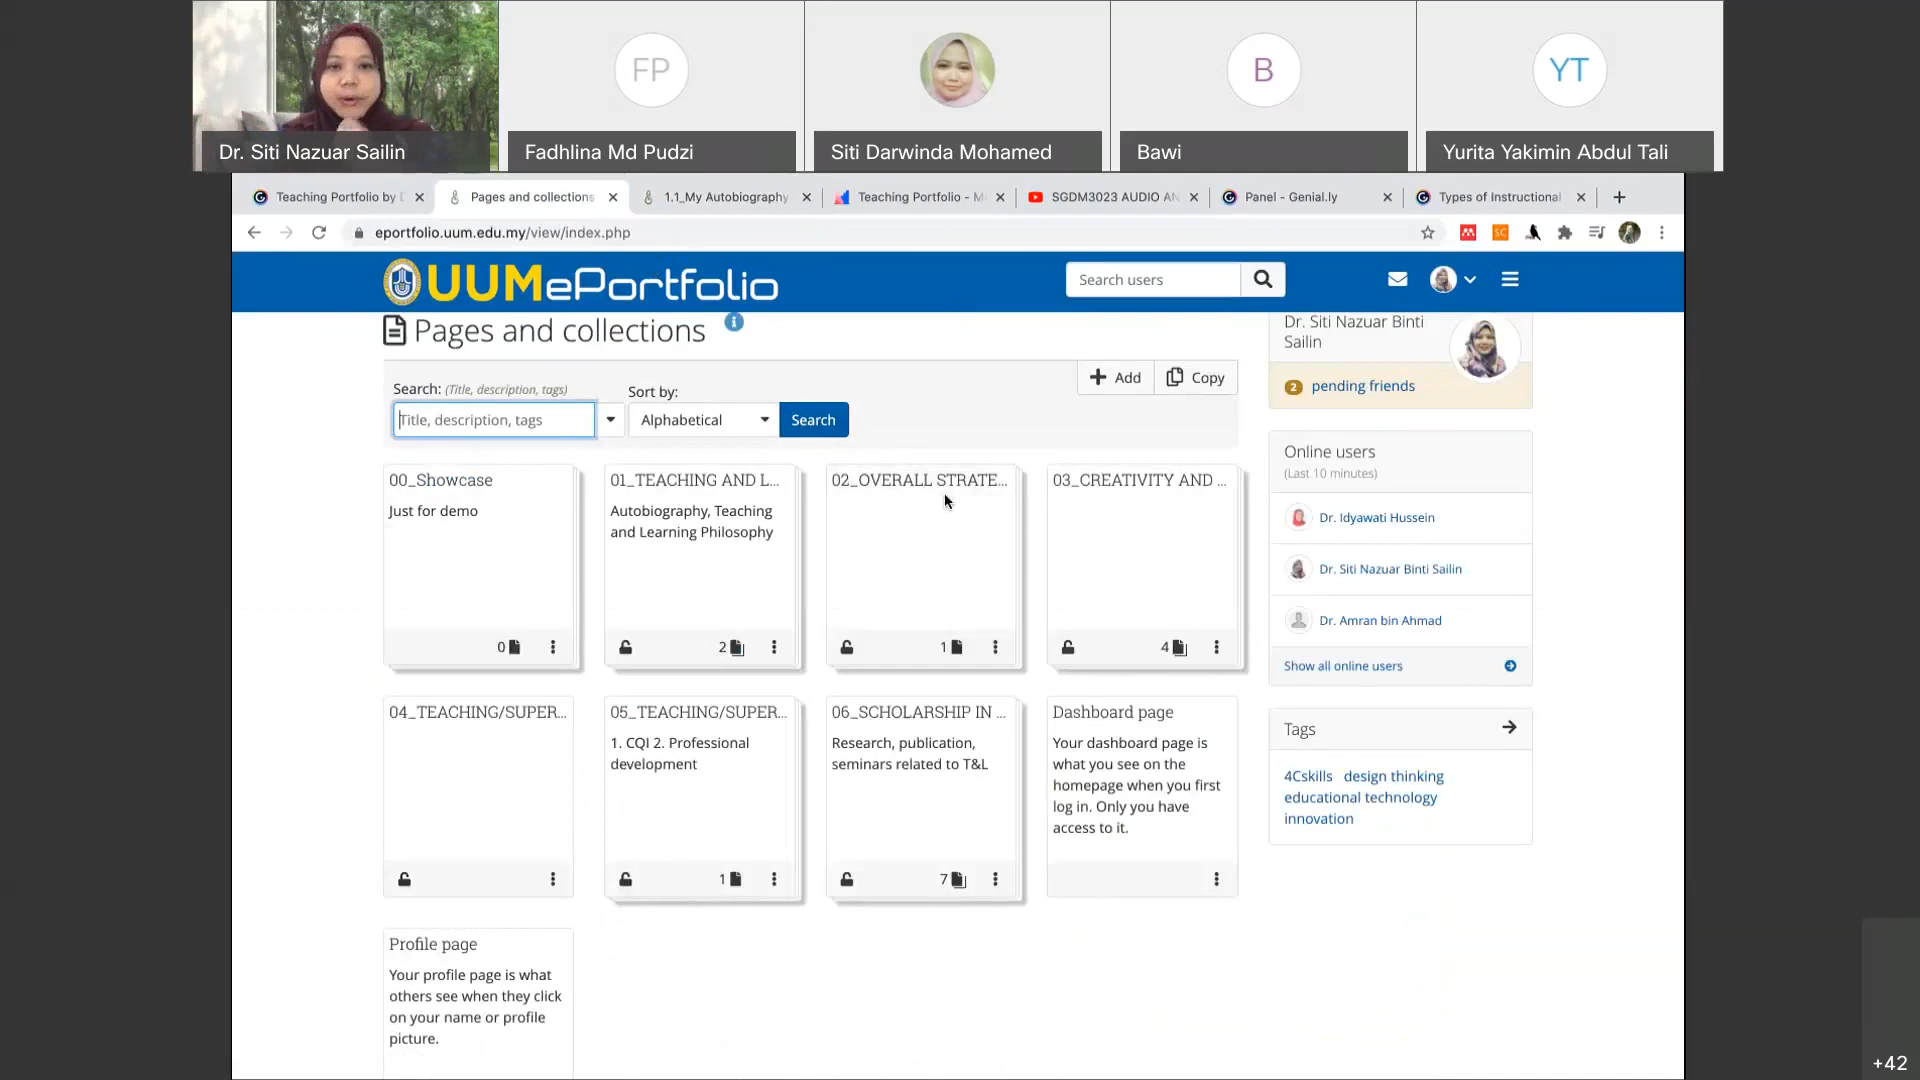 FP
B
YT
Dr. Siti Nazuar Sailin
Fadhlina Md Pudzi
Siti Darwinda Mohamed
Bawi
Yurita Yakimin Abdul Tali
Teaching Portfolio by
Pages and collections
1.1_My Autobiography
Teaching Portfolio - M
SGDM3023 AUDIO AN
Panel - Genial.ly
Types of Instructional
eportfolio.uum.edu.my/view/index.php
SC
UUMePortfolio
Search users
Pages and collections
Add
Copy
Search: (Title, description, tags)
Title, description, tags
Sort by:
Alphabetical
Search
00_Showcase
Just for demo
0
01_TEACHING AND L...
Autobiography, Teaching
and Learning Philosophy
2
02_OVERALL STRATE...
1
03_CREATIVITY AND ...
4
04_TEACHING/SUPER...
05_TEACHING/SUPER...
1. CQI 2. Professional
development
1
06_SCHOLARSHIP IN ...
Research, publication,
seminars related to T&L
7
Dashboard page
Your dashboard page is
what you see on the
homepage when you first
log in. Only you have
access to it.
Profile page
Your profile page is what
others see when they click
on your name or profile
picture.
Dr. Siti Nazuar Binti
Sailin
2 pending friends
Online users
(Last 10 minutes)
Dr. Idyawati Hussein
Dr. Siti Nazuar Binti Sailin
Dr. Amran bin Ahmad
Show all online users
Tags
4Cskills design thinking
educational technology
innovation
+42